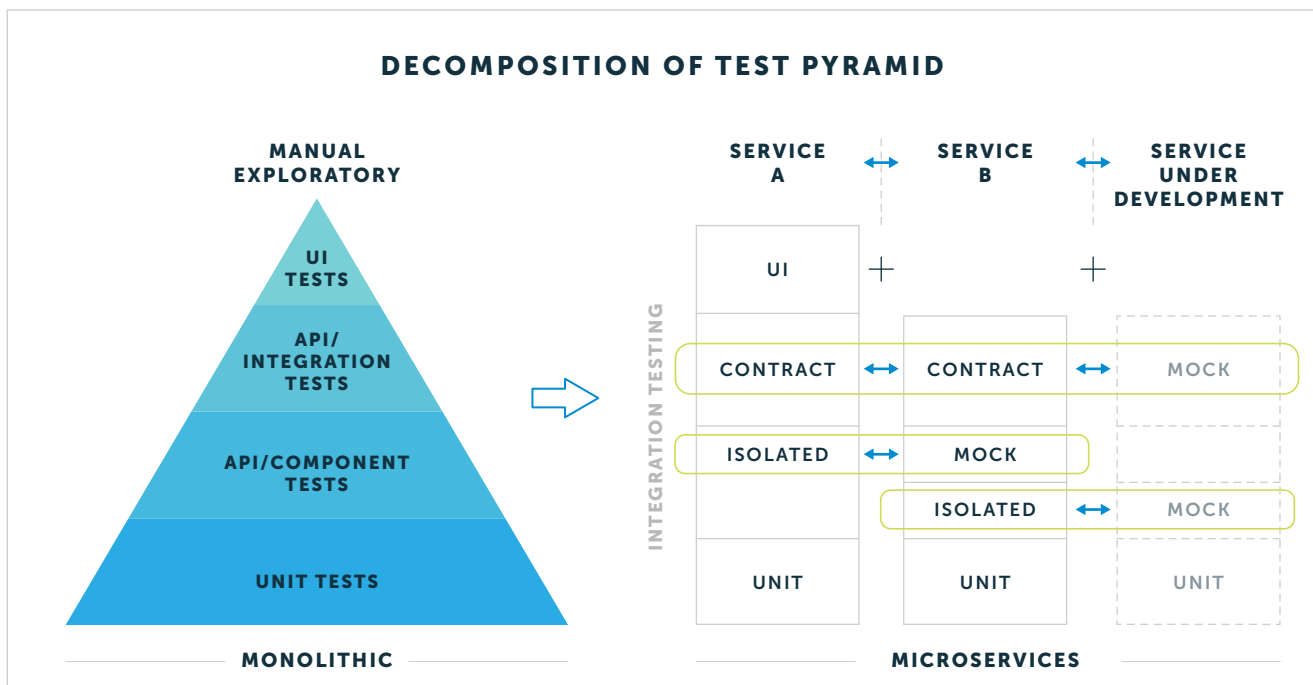 DECOMPOSITION OF TEST PYRAMID
MANUAL
EXPLORATORY
UI
TESTS
API/
INTEGRATION
TESTS
API/COMPONENT
TESTS
UNIT TESTS
MONOLITHIC
SERVICE
A
SERVICE
B
SERVICE
UNDER
DEVELOPMENT
INTEGRATION TESTING
UI
CONTRACT
CONTRACT
MOCK
ISOLATED
MOCK
ISOLATED
MOCK
UNIT
UNIT
UNIT
MICROSERVICES